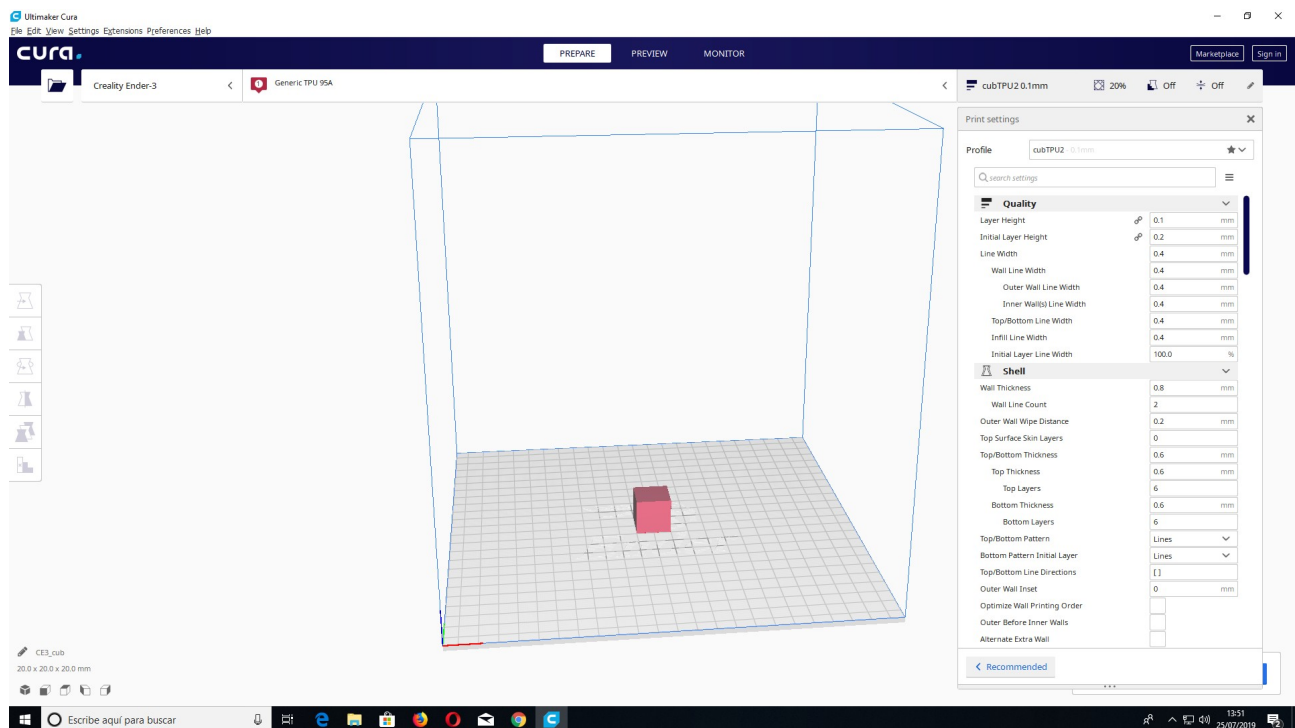 Ultimaker Cura
File Edit View Settings Extensions Preferences Help
cura.
PREPARE PREVIEW MONITOR
Marketplace Sign in
Creality Ender-3
1 Generic TPU 95A
cubTPU2 0.1mm 20% Off Off
Print settings
Profile cubTPU2 - 0.1mm
search settings
Quality
Layer Height 0.1 mm
Initial Layer Height 0.2 mm
Line Width 0.4 mm
Wall Line Width 0.4 mm
Outer Wall Line Width 0.4 mm
Inner Wall(s) Line Width 0.4 mm
Top/Bottom Line Width 0.4 mm
Infill Line Width 0.4 mm
Initial Layer Line Width 100.0 %
Shell
Wall Thickness 0.8 mm
Wall Line Count 2
Outer Wall Wipe Distance 0.2 mm
Top Surface Skin Layers 0
Top/Bottom Thickness 0.6 mm
Top Thickness 0.6 mm
Top Layers 6
Bottom Thickness 0.6 mm
Bottom Layers 6
Top/Bottom Pattern Lines
Bottom Pattern Initial Layer Lines
Top/Bottom Line Directions [ ]
Outer Wall Inset 0 mm
Optimize Wall Printing Order
Outer Before Inner Walls
Alternate Extra Wall
Recommended
CE3_cub
20.0 x 20.0 x 20.0 mm
Escribe aquí para buscar
13:51
25/07/2019
2